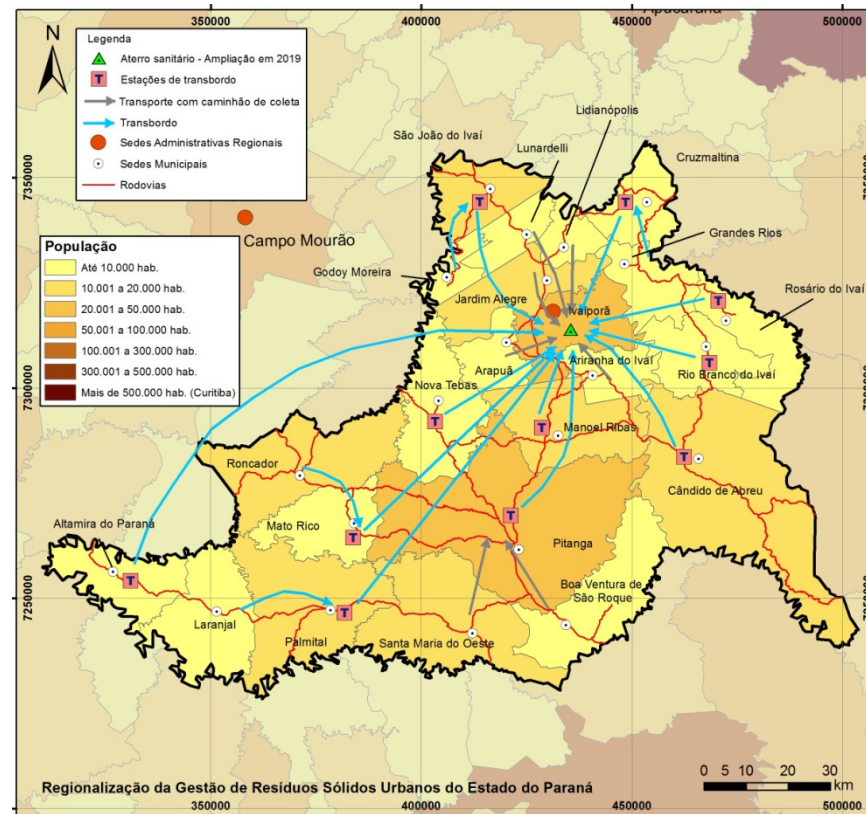 350000
400000
450000
500000
Apucarana
N
Legenda
Aterro sanitário - Ampliação em 2019
T
Estações de transbordo
Transporte com caminhão de coleta
Transbordo
Sedes Administrativas Regionais
Sedes Municipais
Rodovias
População
Até 10.000 hab.
10.001 a 20.000 hab.
20.001 a 50.000 hab.
50.001 a 100.000 hab.
100.001 a 300.000 hab.
300.001 a 500.000 hab.
Mais de 500.000 hab. (Curitiba)
7350000
7300000
7250000
7350000
Lidianópolis
São João do Ivaí
Lunardelli
Cruzmaltina
T
T
Campo Mourão
Grandes Rios
Godoy Moreira
Rosário do Ivaí
Jardim Alegre
T
Ivaiporã
Ariranha do Ivaí
Arapuã
T
Rio Branco do Ivaí
Nova Tebas
T
T
Manoel Ribas
T
Roncador
Cândido de Abreu
T
Mato Rico
T
Pitanga
Altamira do Paraná
T
Boa Ventura de
São Roque
Laranjal
T
Palmital
Santa Maria do Oeste
Regionalização da Gestão de Resíduos Sólidos Urbanos do Estado do Paraná
0 5 10 20 30
km
350000
400000
450000
500000